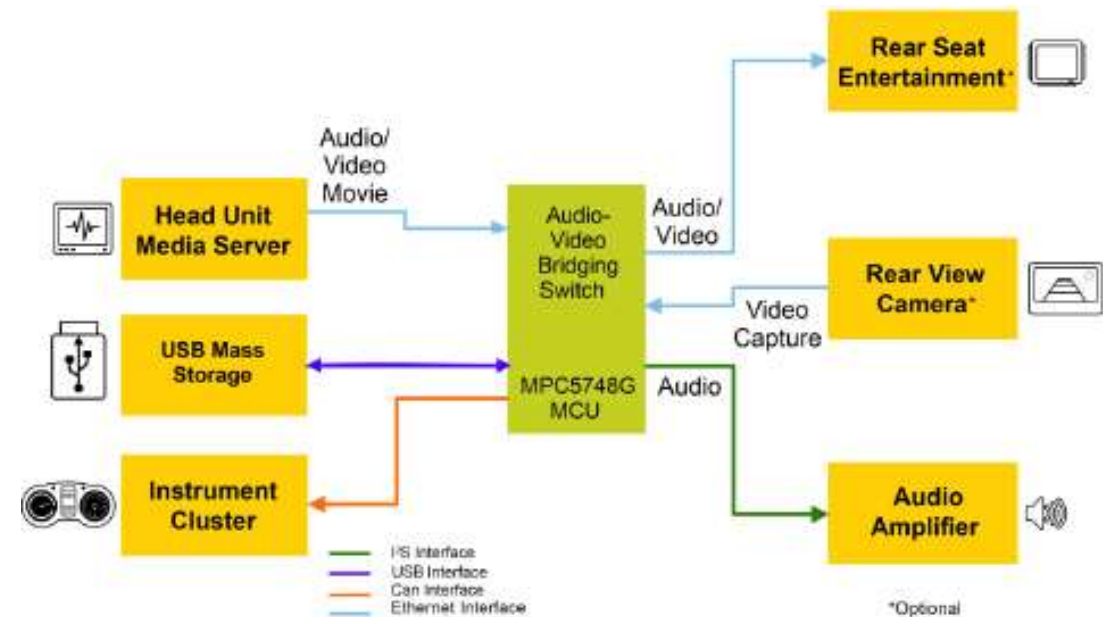 Rear Seat
Entertainment*
Audio/
Video
Movie
Head Unit
Media Server
Audio-
Video
Bridging
Switch
Audio/
Video
Rear View
Camera*
Video
Capture
USB Mass
Storage
MPC5748G
MCU
Audio
Instrument
Cluster
Audio
Amplifier
I²S Interface
USB Interface
Can Interface
Ethernet Interface
*Optional